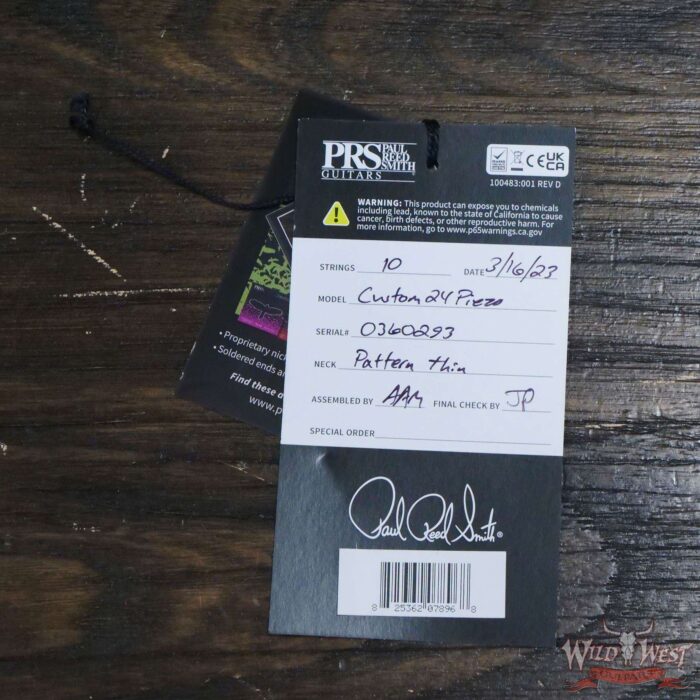 PRS PAUL REED SMITH
GUITARS
CE UK CA
100483:001 REV D
WARNING: This product can expose you to chemicals
including lead, known to the state of California to cause
cancer, birth defects, or other reproductive harm. For
more information, go to www.p65warnings.ca.gov
STRINGS 10 DATE 3/16/23
MODEL Custom 24 Piezo
SERIAL# 0360293
NECK Pattern thin
ASSEMBLED BY AAM FINAL CHECK BY JP
SPECIAL ORDER
Paul Reed Smith®
8 25362 07896 8
• Proprietary nic
• Soldered ends a
Find these
www.p
WILD WEST
GUITARS